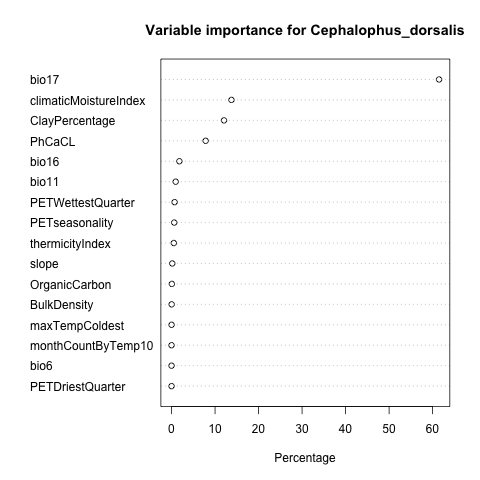 Variable importance for Cephalophus_dorsalis
bio17
climaticMoistureIndex
ClayPercentage
PhCaCL
bio16
bio11
PETWettestQuarter
PETseasonality
thermicityIndex
slope
OrganicCarbon
BulkDensity
maxTempColdest
monthCountByTemp10
bio6
PETDriestQuarter
0 10 20 30 40 50 60
Percentage